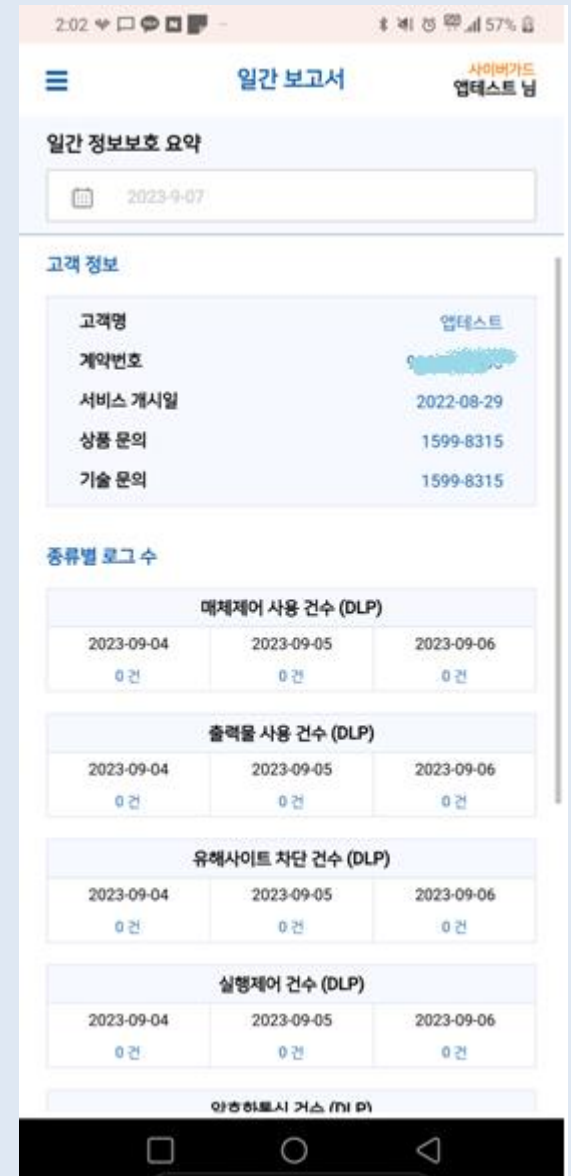 2:02
57%
일간 보고서
사이버가드
앱테스트 님
일간 정보보호 요약
2023-9-07
고객 정보
고객명 앱테스트
계약번호
서비스 개시일 2022-08-29
상품 문의 1599-8315
기술 문의 1599-8315
종류별 로그 수
매체제어 사용 건수 (DLP)
2023-09-04 2023-09-05 2023-09-06
0 건 0 건 0 건
출력물 사용 건수 (DLP)
2023-09-04 2023-09-05 2023-09-06
0 건 0 건 0 건
유해사이트 차단 건수 (DLP)
2023-09-04 2023-09-05 2023-09-06
0 건 0 건 0 건
실행제어 건수 (DLP)
2023-09-04 2023-09-05 2023-09-06
0 건 0 건 0 건